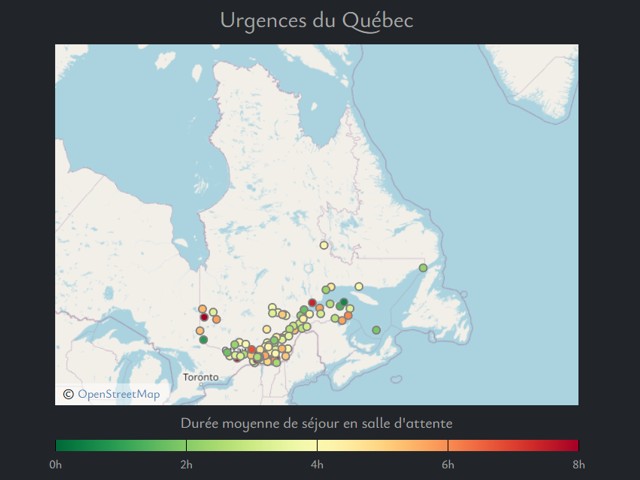 Urgences du Québec
Toronto
© OpenStreetMap
Durée moyenne de séjour en salle d'attente
0h 2h 4h 6h 8h